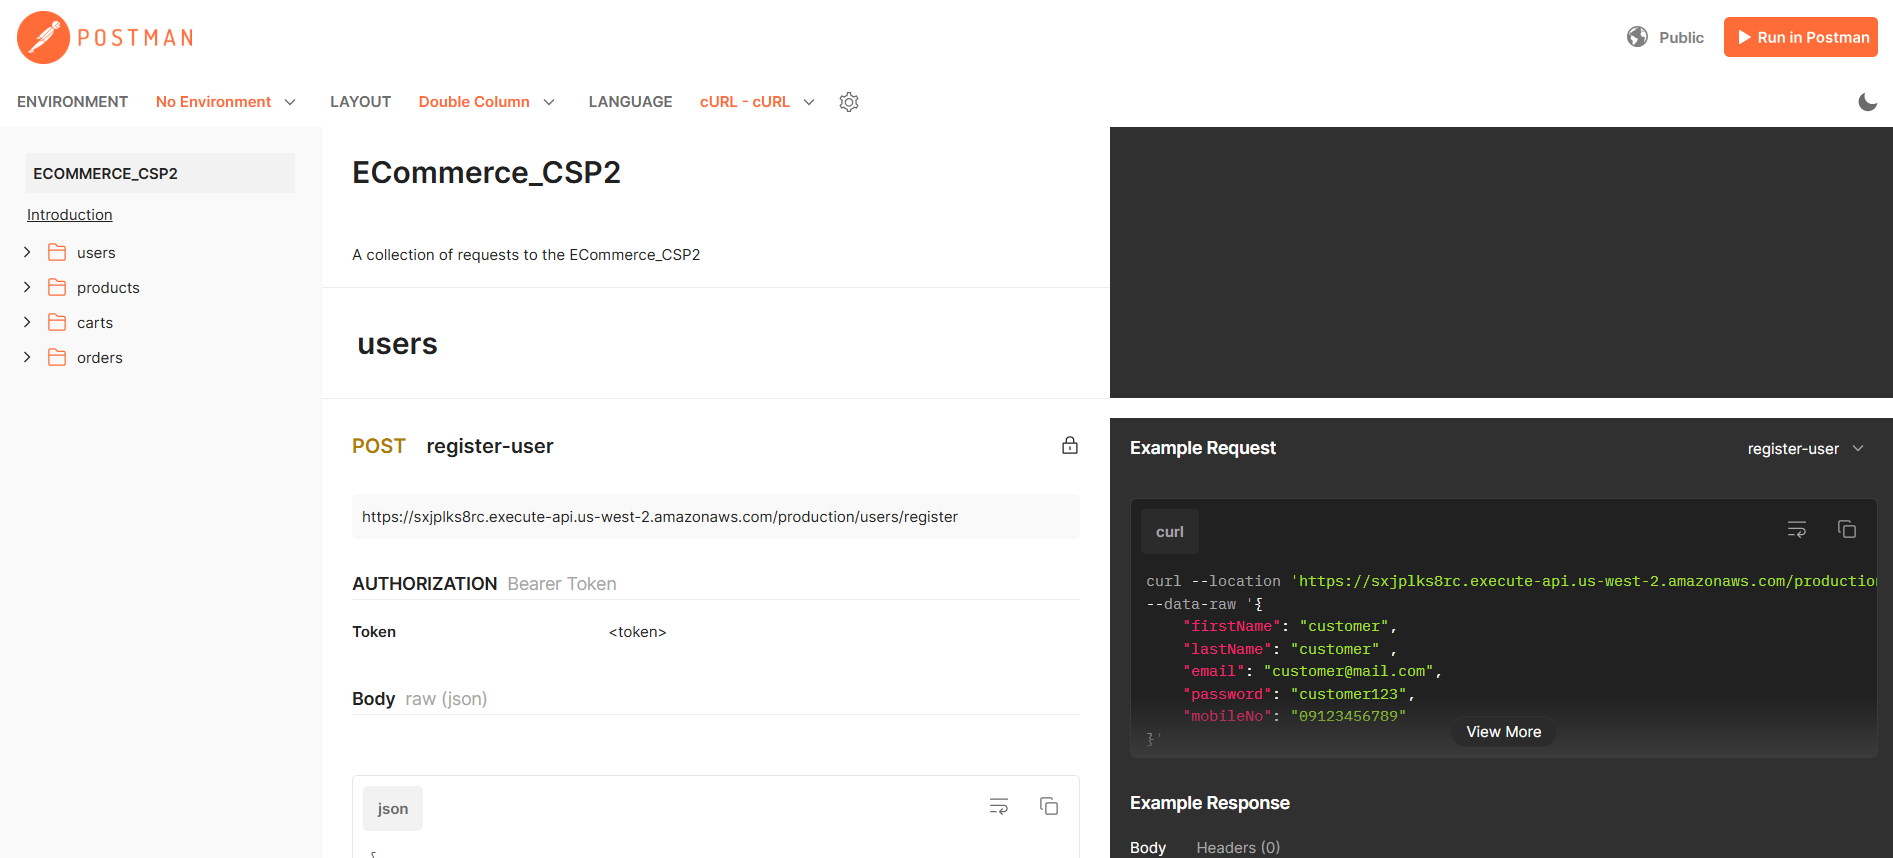 POSTMAN
Public
Run in Postman
ENVIRONMENT No Environment LAYOUT Double Column LANGUAGE cURL - cURL
ECOMMERCE_CSP2
Introduction
users
products
carts
orders
ECommerce_CSP2
A collection of requests to the ECommerce_CSP2
users
POST register-user
https://sxjplks8rc.execute-api.us-west-2.amazonaws.com/production/users/register
AUTHORIZATION Bearer Token
Token <token>
Body raw (json)
json
{
Example Request register-user
curl
curl --location 'https://sxjplks8rc.execute-api.us-west-2.amazonaws.com/production
--data-raw '{
"firstName": "customer",
"lastName": "customer" ,
"email": "customer@mail.com",
"password": "customer123",
"mobileNo": "09123456789"
}'
View More
Example Response
Body Headers (0)